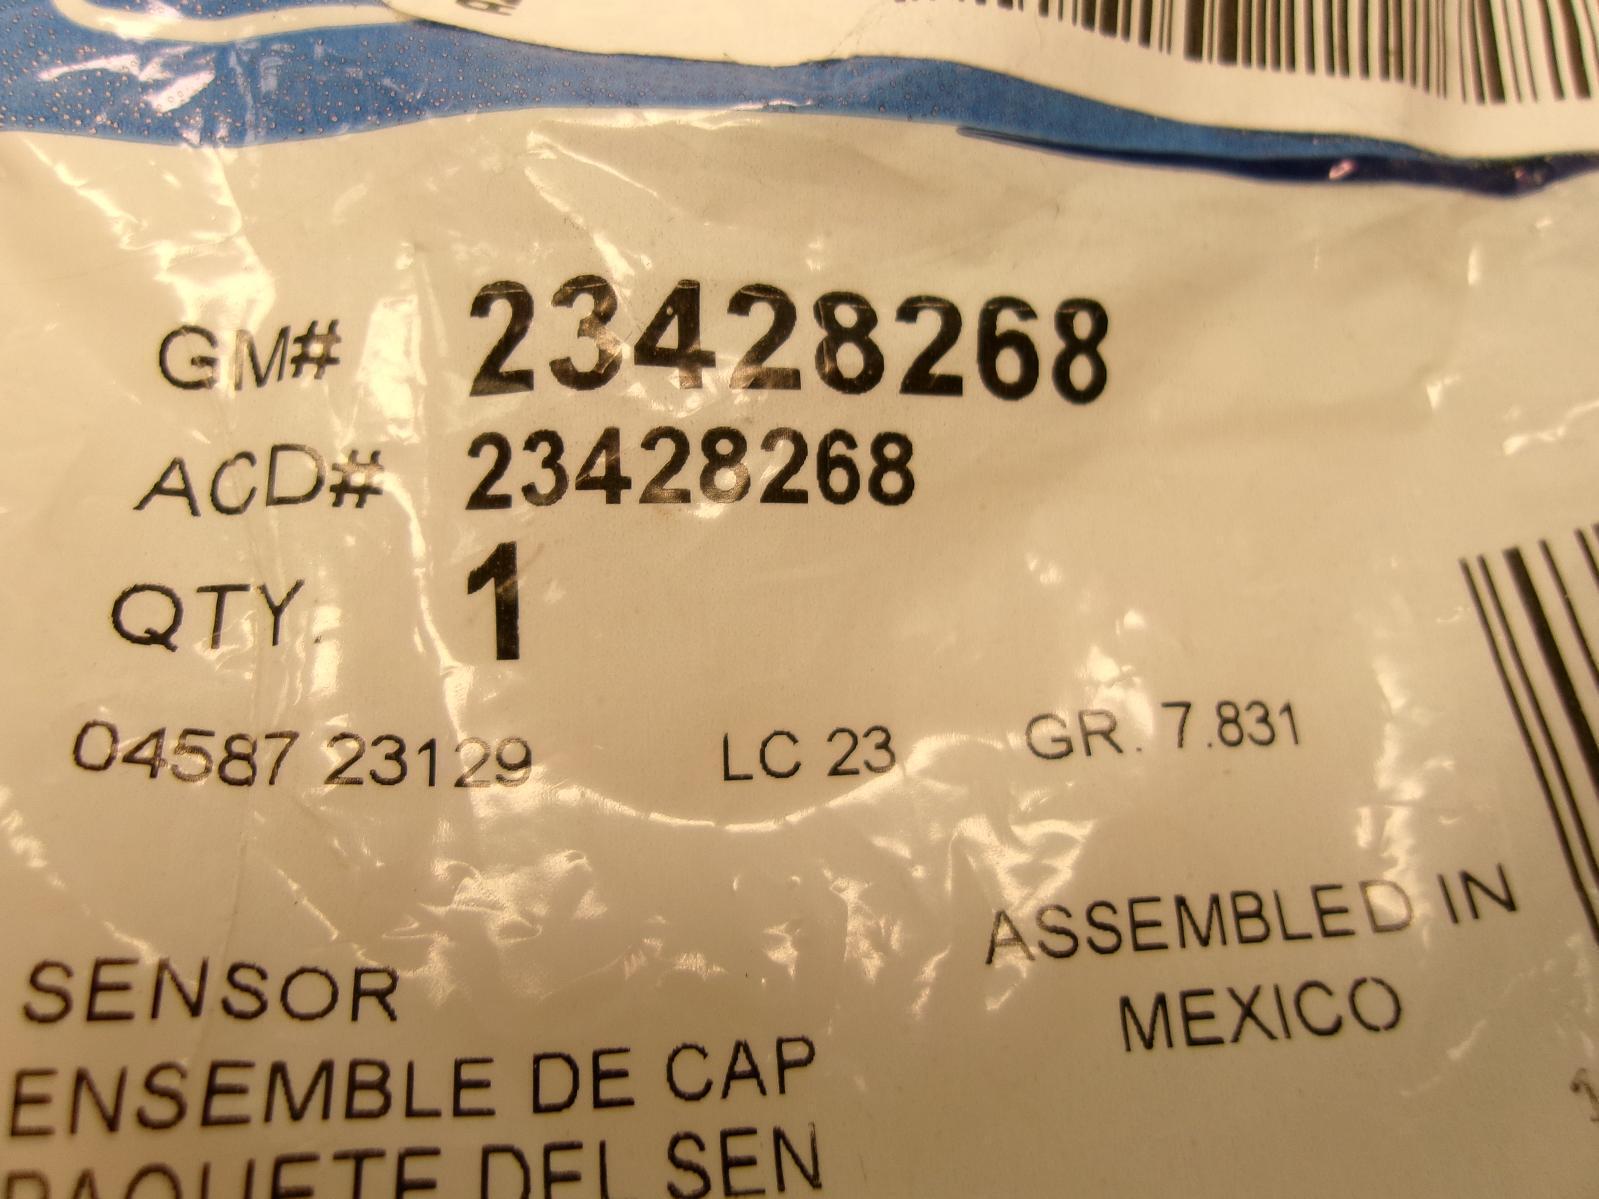 GM# 23428268
ACD# 23428268
QTY. 1
04587 23129 LC 23 GR. 7.831
ASSEMBLED IN
MEXICO
SENSOR
ENSEMBLE DE CAP
PAQUETE DEL SEN